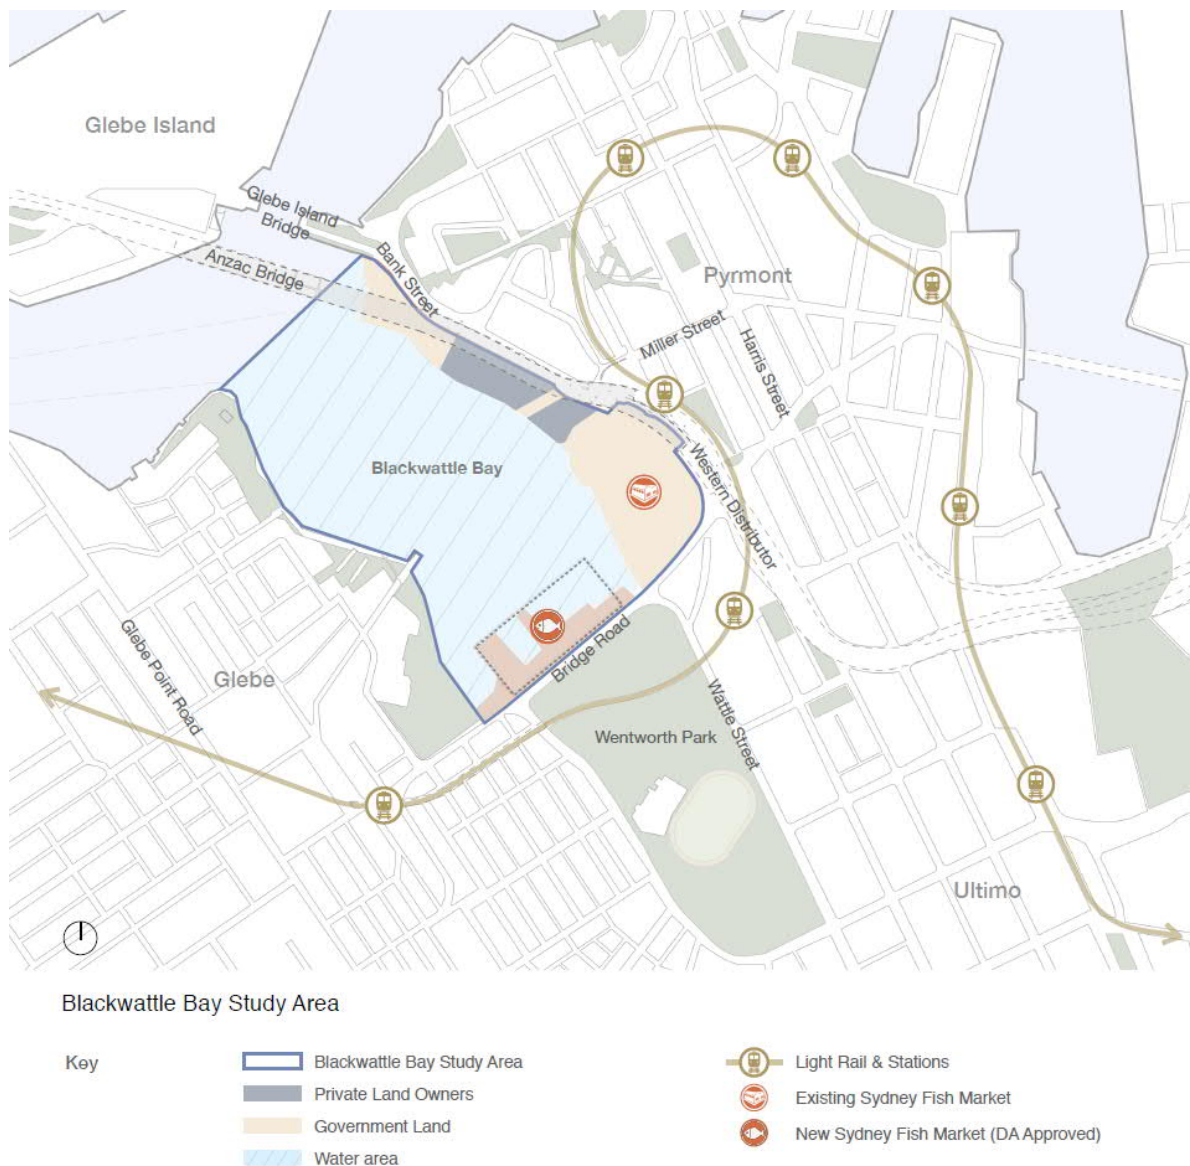 Glebe Island
Glebe Island
Bridge
Anzac Bridge
Bank Street
Pyrmont
Miller Street
Harris Street
Blackwattle Bay
Western Distributor
Bridge Road
Glebe Point Road
Glebe
Wattle Street
Wentworth Park
Ultimo
Blackwattle Bay Study Area
Key
Blackwattle Bay Study Area
Private Land Owners
Government Land
Water area
Light Rail & Stations
Existing Sydney Fish Market
New Sydney Fish Market (DA Approved)